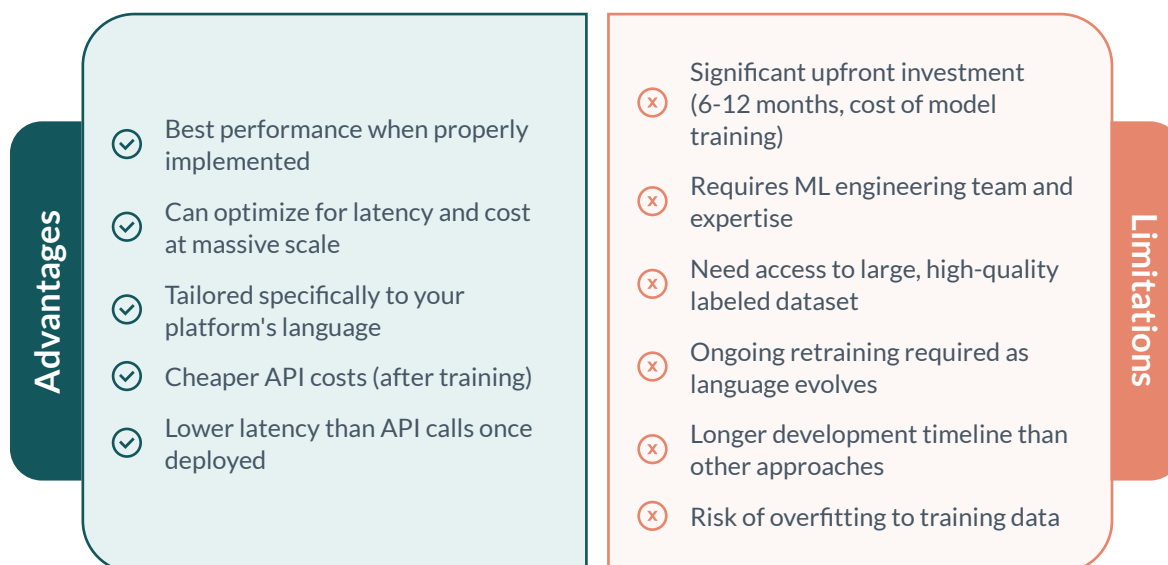 Advantages
Best performance when properly
implemented
Can optimize for latency and cost
at massive scale
Tailored specifically to your
platform's language
Cheaper API costs (after training)
Lower latency than API calls once
deployed
Significant upfront investment
(6-12 months, cost of model
training)
Requires ML engineering team and
expertise
Need access to large, high-quality
labeled dataset
Ongoing retraining required as
language evolves
Longer development timeline than
other approaches
Risk of overfitting to training data
Limitations